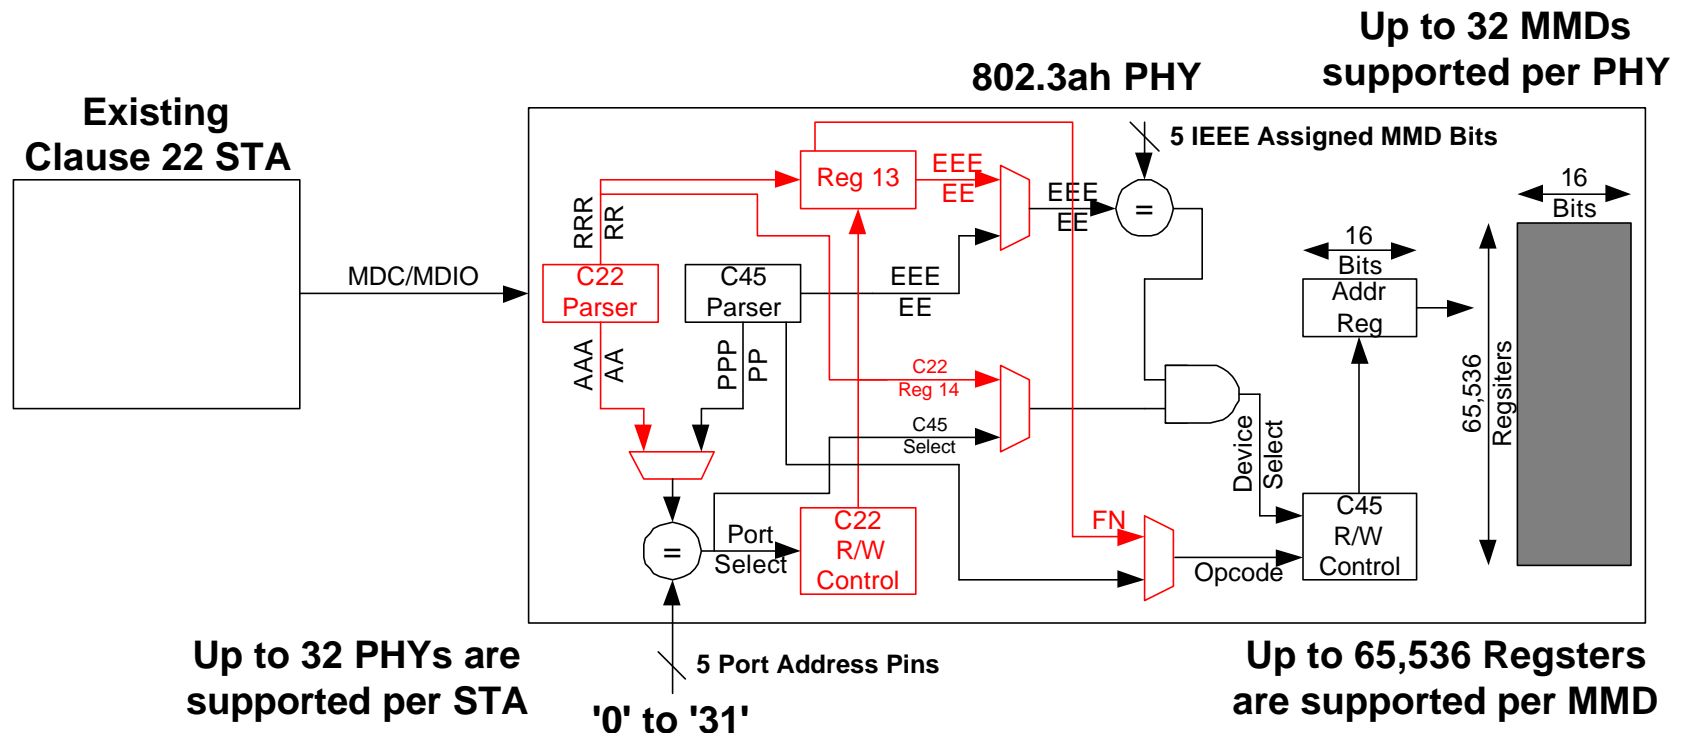 Up to 32 MMDs
supported per PHY
802.3ah PHY
Existing
Clause 22 STA
5 IEEE Assigned MMD Bits
Reg 13
EEE
EE
EEE
EE
=
16
Bits
RRR
RR
16
Bits
MDC/MDIO
C22
Parser
C45
Parser
EEE
EE
Addr
Reg
AAA
AA
PPP
PP
C22
Reg 14
C45
Select
65,536
Regsiters
Device
Select
=
Port
Select
C22
R/W
Control
FN
Opcode
C45
R/W
Control
Up to 32 PHYs are
supported per STA
5 Port Address Pins
'0' to '31'
Up to 65,536 Regsters
are supported per MMD